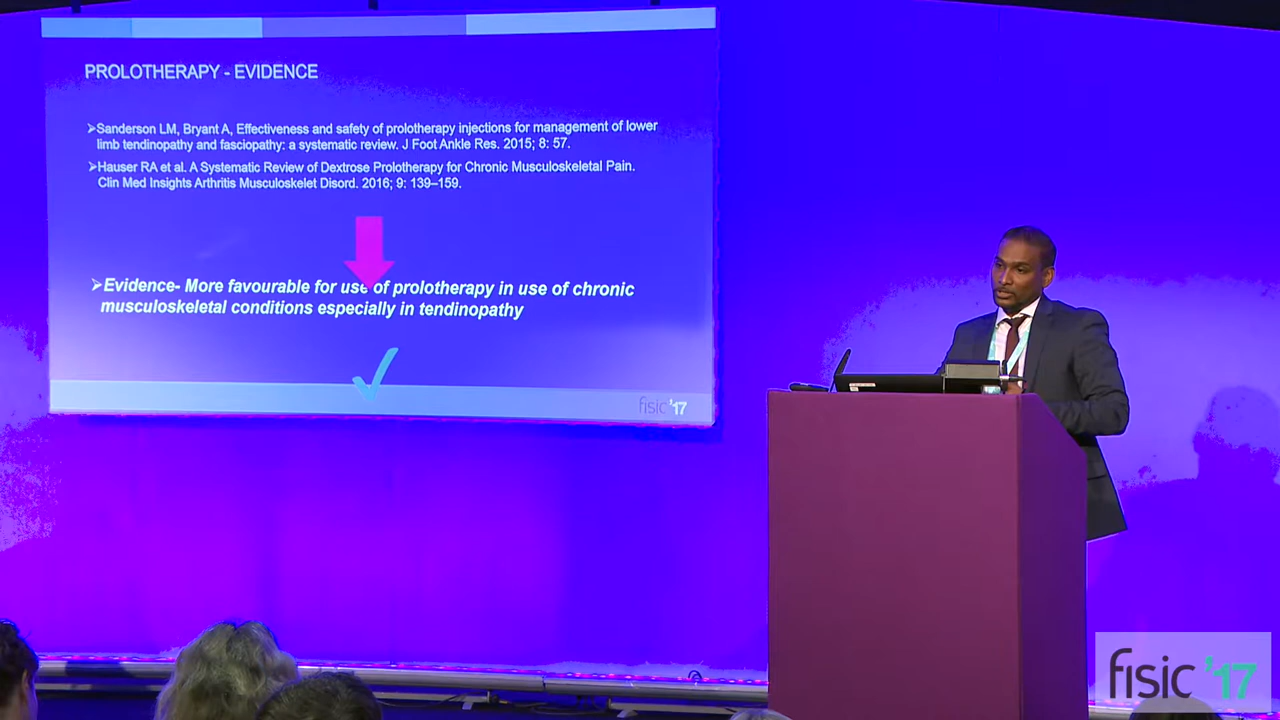 PROLOTHERAPY - EVIDENCE
➢Sanderson LM, Bryant A, Effectiveness and safety of prolotherapy injections for management of lower
limb tendinopathy and fasciopathy: a systematic review. J Foot Ankle Res. 2015; 8: 57.
➢Hauser RA et al. A Systematic Review of Dextrose Prolotherapy for Chronic Musculoskeletal Pain.
Clin Med Insights Arthritis Musculoskelet Disord. 2016; 9: 139–159.
➢Evidence- More favourable for use of prolotherapy in use of chronic
musculoskeletal conditions especially in tendinopathy
fisic '17
fisic '17